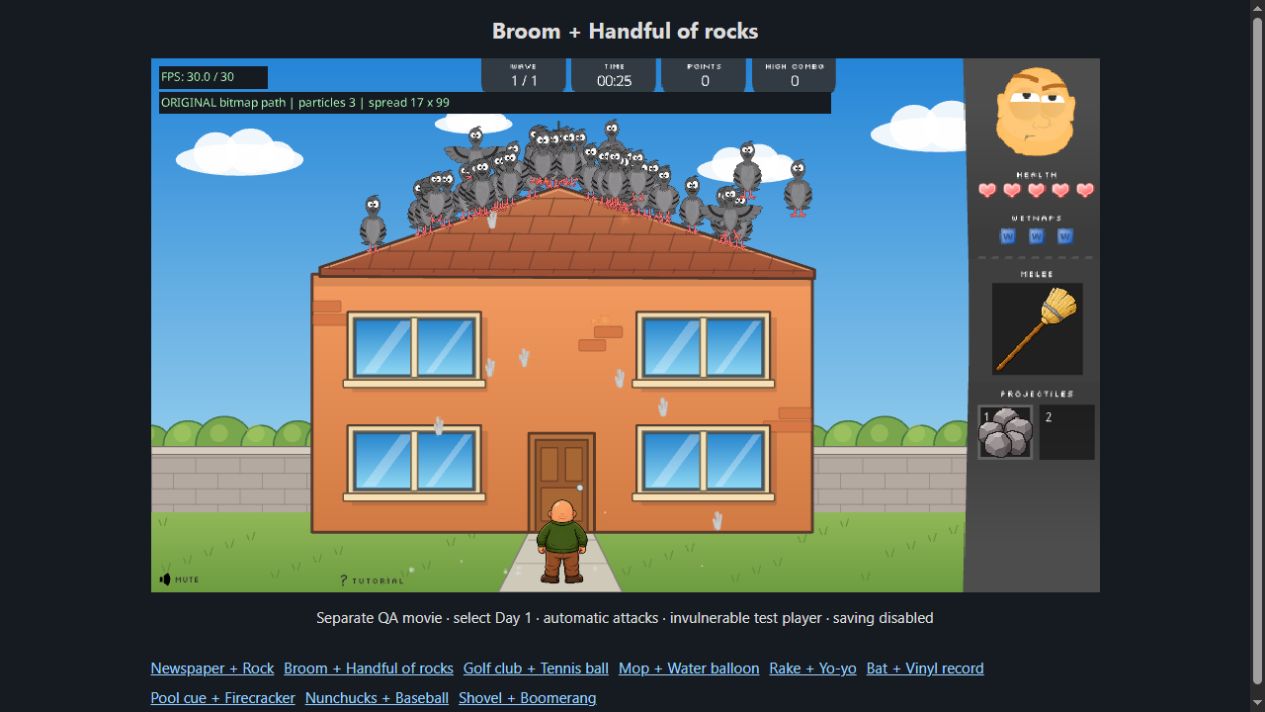 Broom + Handful of rocks
FPS: 30.0 / 30
WAVE
1 / 1
TIME
00:25
POINTS
0
HIGH COMBO
0
ORIGINAL bitmap path | particles 3 | spread 17 x 99
HEALTH
WETNAPS
W W W
MELEE
PROJECTILES
1
2
MUTE
? TUTORIAL
Separate QA movie · select Day 1 · automatic attacks · invulnerable test player · saving disabled
Newspaper + Rock Broom + Handful of rocks Golf club + Tennis ball Mop + Water balloon Rake + Yo-yo Bat + Vinyl record
Pool cue + Firecracker Nunchucks + Baseball Shovel + Boomerang